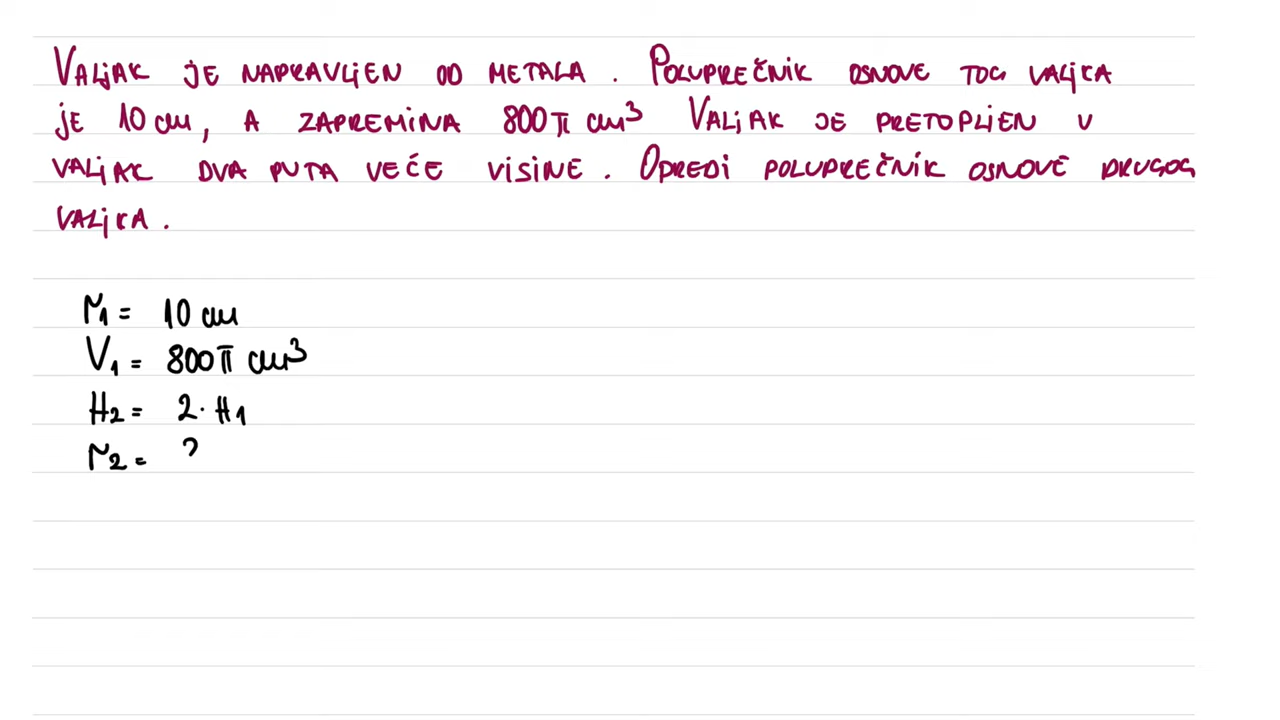 VALJAK JE NAPRAVLJEN OD METALA. POLUPREČNIK OSNOVE TOG VALJKA
JE 10 cm, A ZAPREMINA 800π cm³ VALJAK JE PRETOPLJEN U
VALJAK DVA PUTA VEĆE VISINE. OPREDI POLUPREČNIK OSNOVE DRUGOG
VALJKA.
r₁ = 10 cm
V₁ = 800π cm³
H₂ = 2·H₁
r₂ = ?